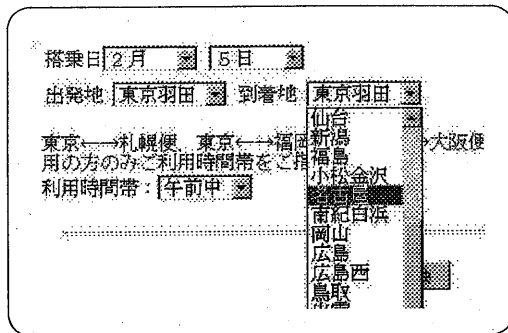 搭乗日 2月 5日
出発地 東京羽田 到着地 東京羽田
仙台
新潟
福島
小松金沢
南紀白浜
岡山
広島
広島西
鳥取
東京←→札幌便 東京←→福岡 →大阪便
用の方のみご利用時間帯をご指
利用時間帯：午前中